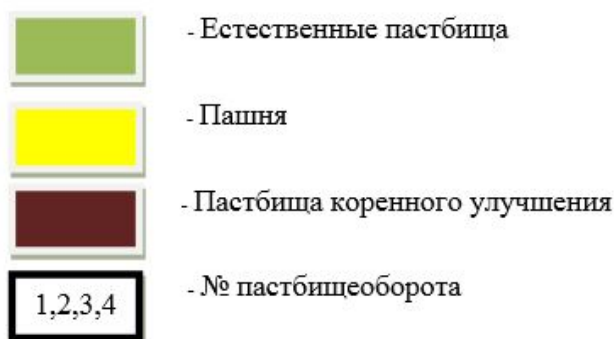 - Естественные пастбища
- Пашня
- Пастбища коренного улучшения
1,2,3,4 - № пастбищеоборота